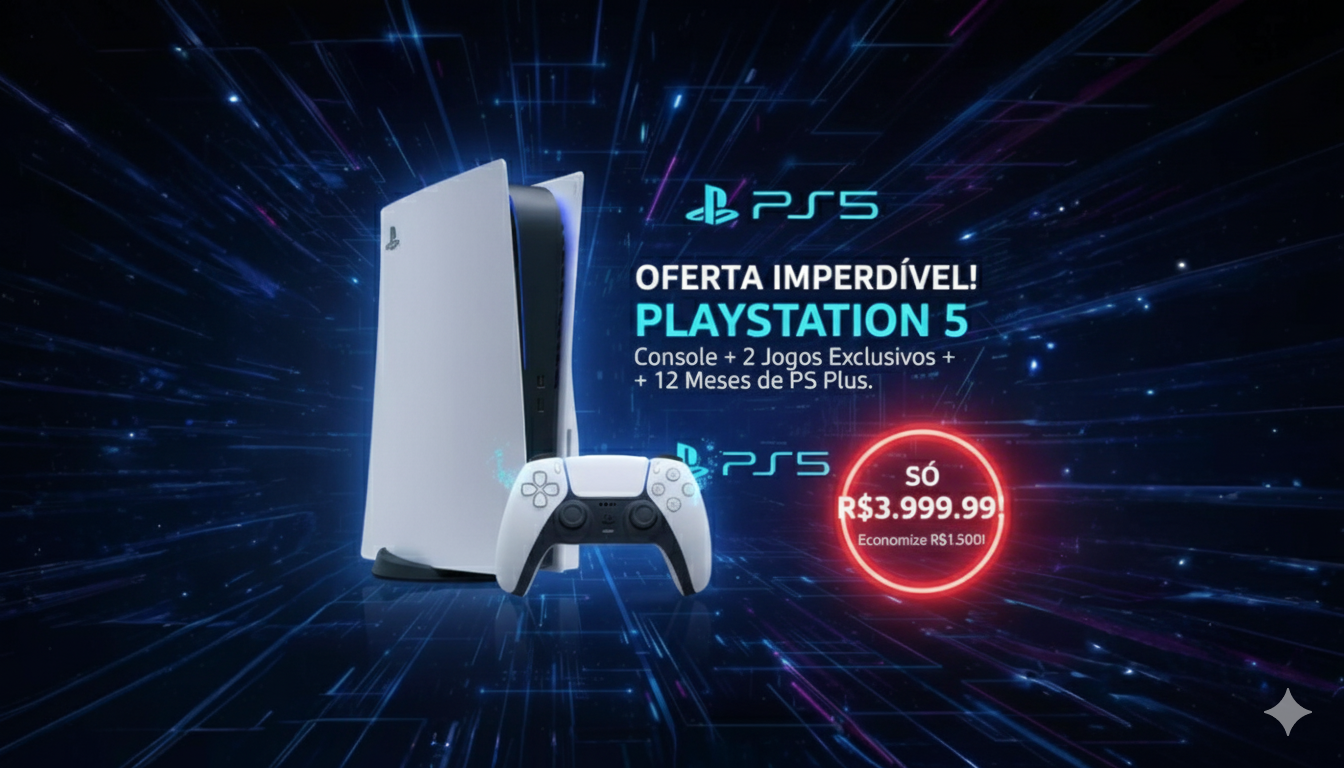 PS5
OFERTA IMPERDÍVEL!
PLAYSTATION 5
Console + 2 Jogos Exclusivos +
+ 12 Meses de PS Plus.
PS5
SÓ
R$3.999.99!
Economize R$1.500!